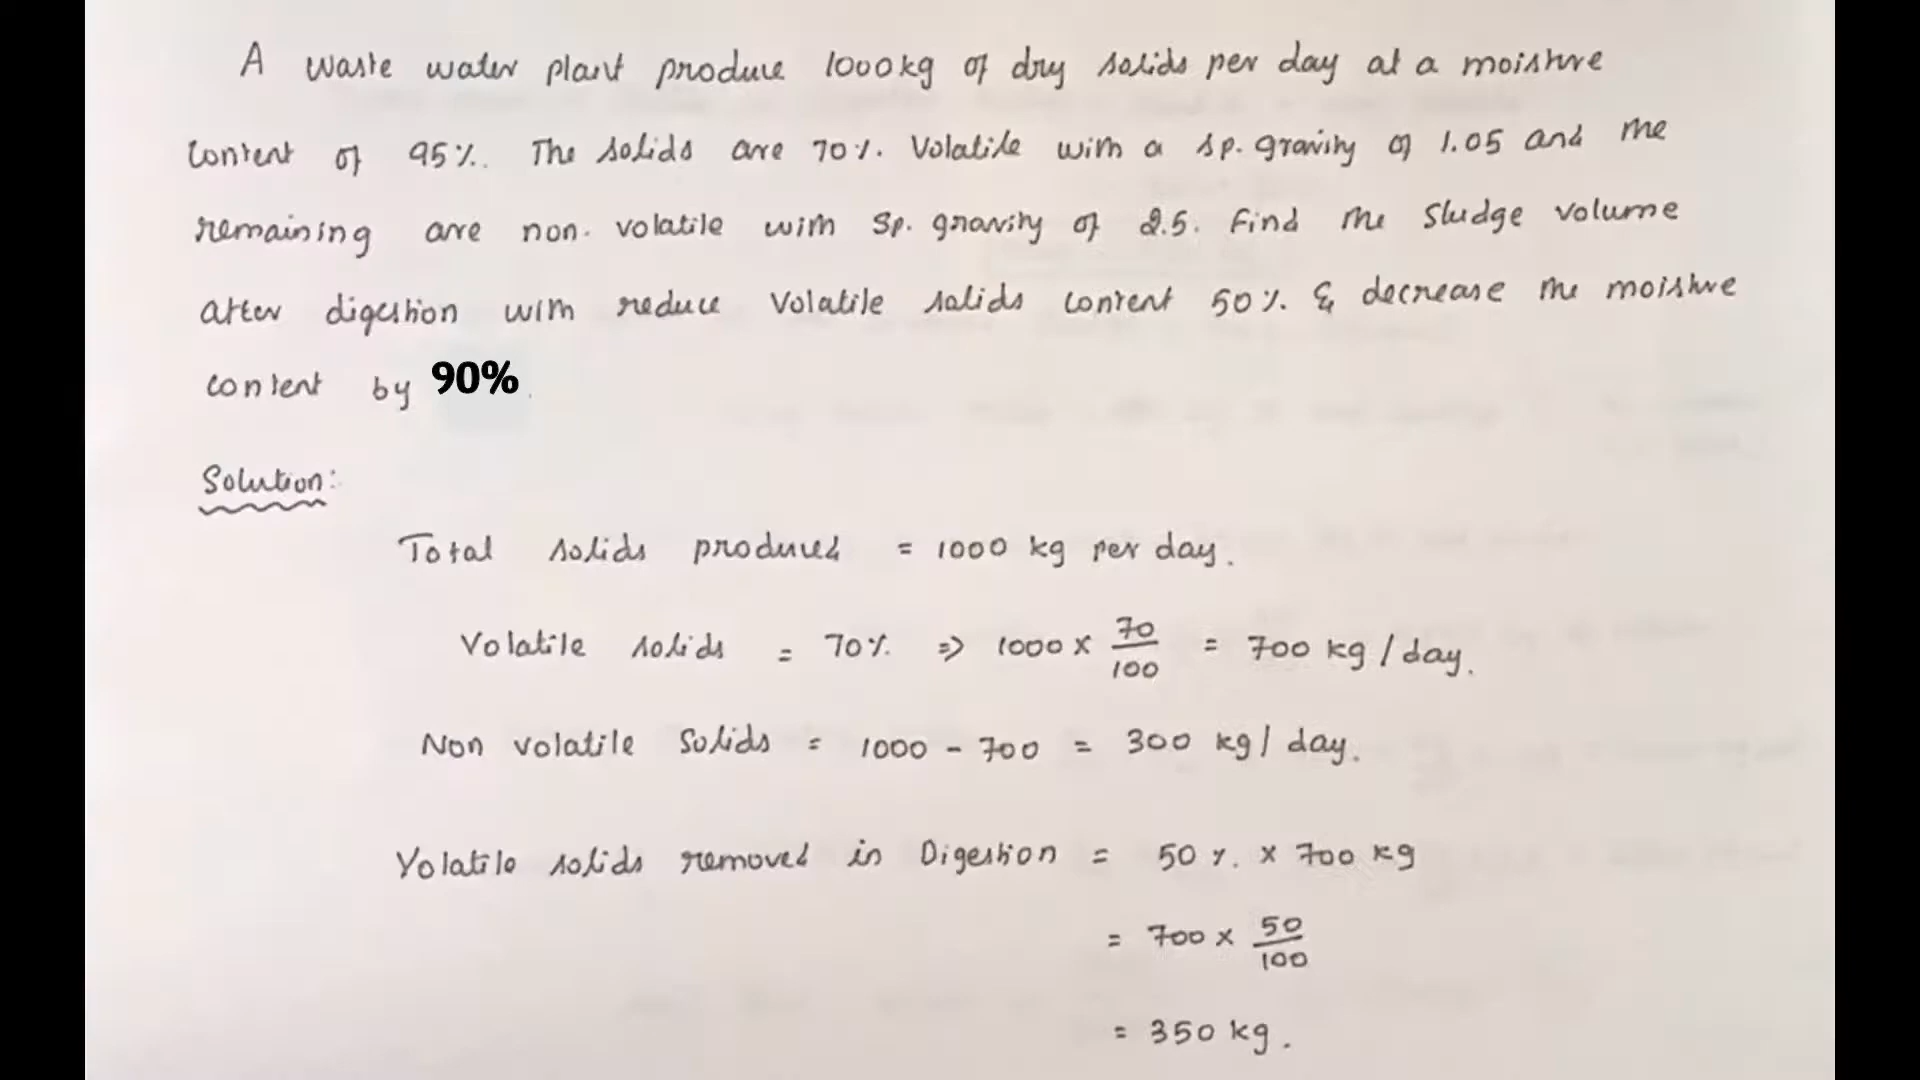 A waste water plant produce 1000kg of dry solids per day at a moisture
content of 95%. The solids are 70%. Volatile with a sp. gravity of 1.05 and the
remaining are non-volatile with sp. gravity of 2.5. Find the sludge volume
after digestion with reduce volatile solids content 50%. & decrease the moisture
content by 90%
Solution:
Total solids produced = 1000 kg per day.
Volatile solids = 70% ⇒ 1000 x 70/100 = 700 kg / day.
Non volatile solids = 1000 - 700 = 300 kg / day.
Volatile solids removed in Digestion = 50 %. x 700 kg
= 700 x 50/100
= 350 kg.